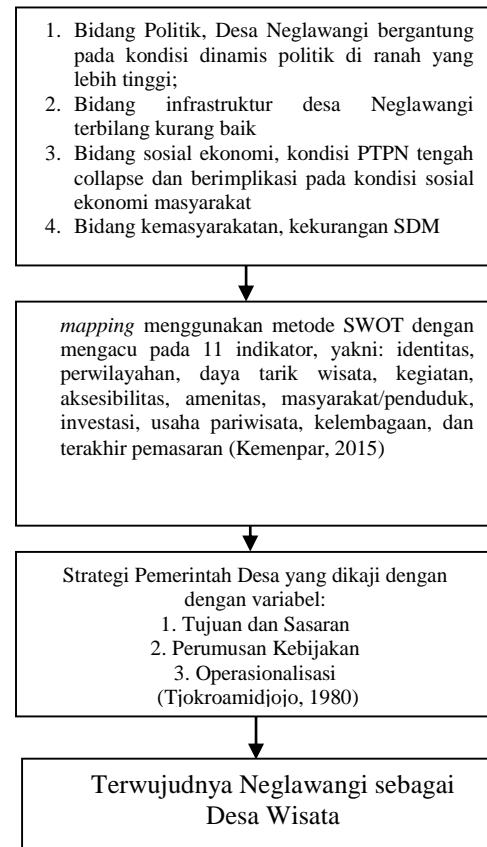 1. Bidang Politik, Desa Neglawangi bergantung
pada kondisi dinamis politik di ranah yang
lebih tinggi;
2. Bidang infrastruktur desa Neglawangi
terbilang kurang baik
3. Bidang sosial ekonomi, kondisi PTPN tengah
collapse dan berimplikasi pada kondisi sosial
ekonomi masyarakat
4. Bidang kemasyarakatan, kekurangan SDM
mapping menggunakan metode SWOT dengan
mengacu pada 11 indikator, yakni: identitas,
perwilayahan, daya tarik wisata, kegiatan,
aksesibilitas, amenitas, masyarakat/penduduk,
investasi, usaha pariwisata, kelembagaan, dan
terakhir pemasaran (Kemenpar, 2015)
Strategi Pemerintah Desa yang dikaji dengan
dengan variabel:
1. Tujuan dan Sasaran
2. Perumusan Kebijakan
3. Operasionalisasi
(Tjokroamidjojo, 1980)
Terwujudnya Neglawangi sebagai
Desa Wisata